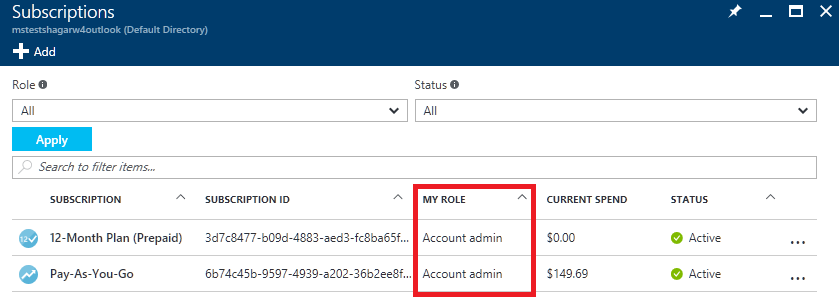 Subscriptions
mstestshagarw4outlook (Default Directory)
Add
Role Status
All All
Apply
Search to filter items...
SUBSCRIPTION SUBSCRIPTION ID MY ROLE CURRENT SPEND STATUS
12-Month Plan (Prepaid) 3d7c8477-b09d-4883-aed3-fc8ba65f... Account admin $0.00 Active ...
Pay-As-You-Go 6b74c45b-9597-4939-a202-36b2ee8f... Account admin $149.69 Active ...